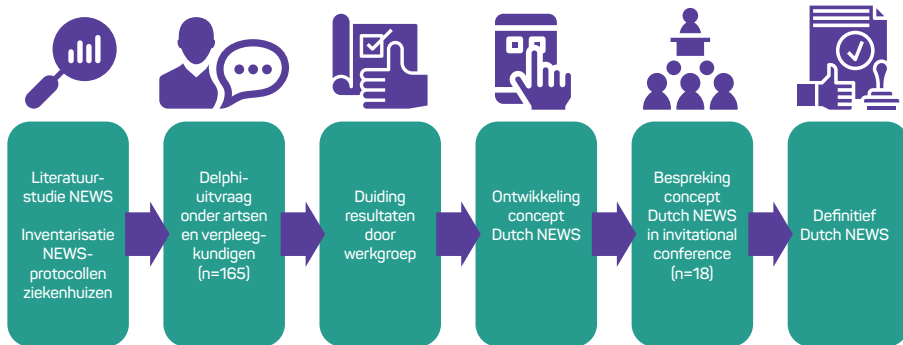 Literatuur-
studie NEWS
Inventarisatie
NEWS-
protocollen
ziekenhuizen
Delphi-
uitvraag
onder artsen
en verpleeg-
kundigen
(n=165)
Duiding
resultaten
door
werkgroep
Ontwikkeling
concept
Dutch NEWS
Bespreking
concept
Dutch NEWS
in invitational
conference
(n=18)
Definitief
Dutch NEWS